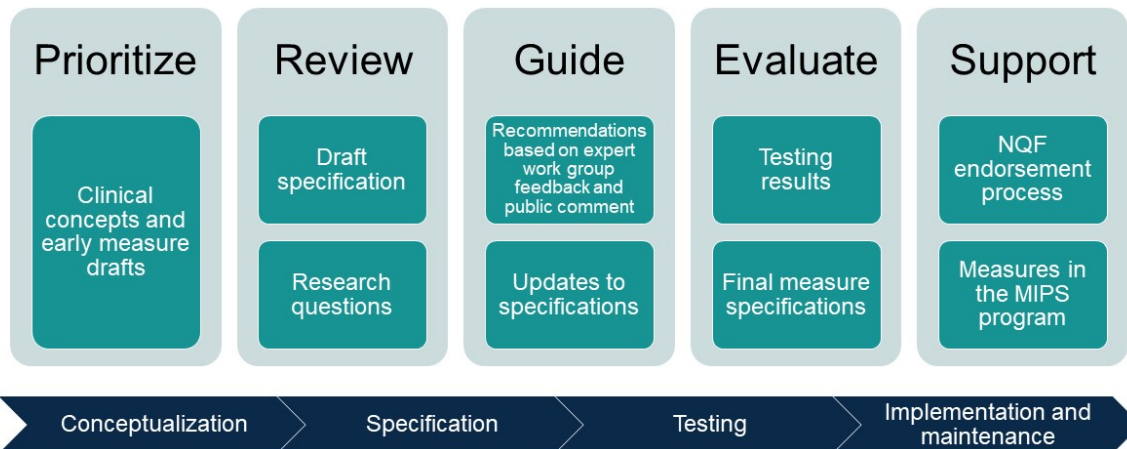 Prioritize
Clinical
concepts and
early measure
drafts
Review
Draft
specification
Research
questions
Guide
Recommendations
based on expert
work group
feedback and
public comment
Updates to
specifications
Evaluate
Testing
results
Final measure
specifications
Support
NQF
endorsement
process
Measures in
the MIPS
program
Conceptualization
Specification
Testing
Implementation and
maintenance